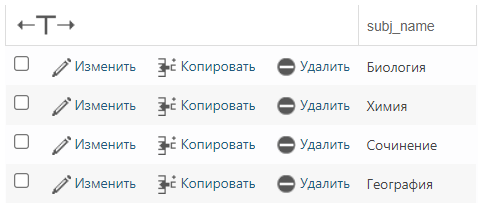 ←T→ subj_name
Изменить Копировать Удалить Биология
Изменить Копировать Удалить Химия
Изменить Копировать Удалить Сочинение
Изменить Копировать Удалить География